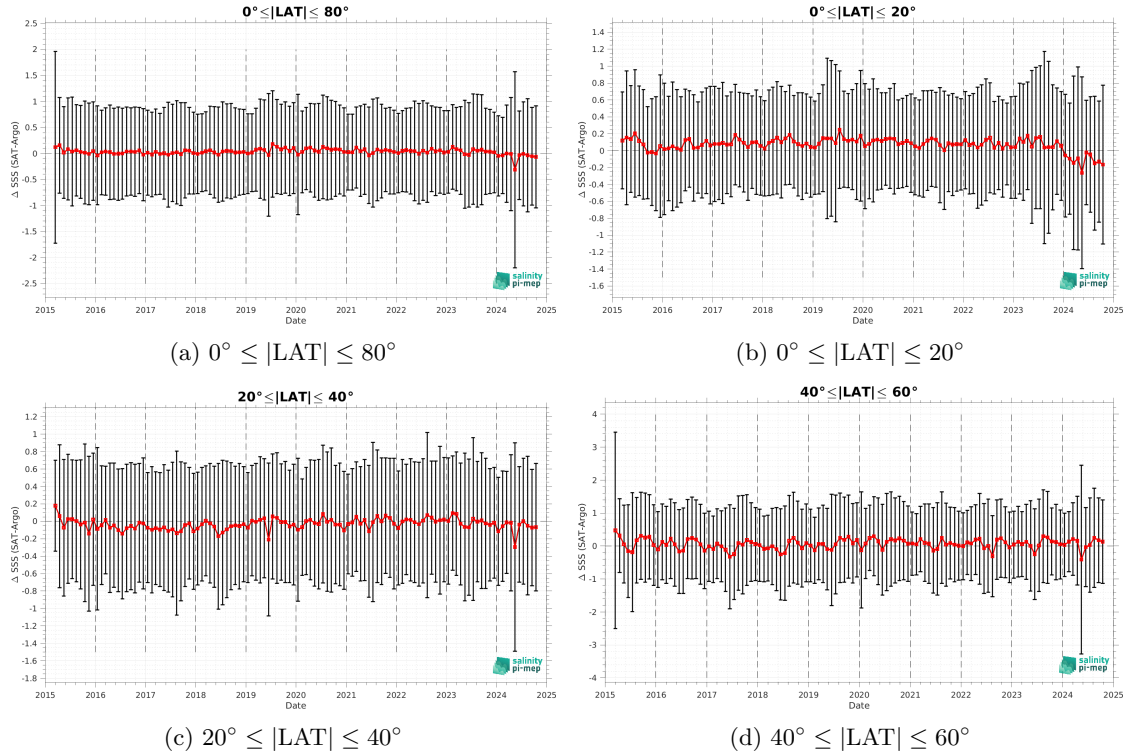 0°≤|LAT|≤ 80°
2.5
2
1.5
1
0.5
0
-0.5
-1
-1.5
-2
-2.5
Δ SSS (SAT-Argo)
2015 2016 2017 2018 2019 2020 2021 2022 2023 2024 2025
Date
salinity
pi-mep
(a) 0° ≤ |LAT| ≤ 80°
0°≤|LAT|≤ 20°
1.4
1.2
1
0.8
0.6
0.4
0.2
0
-0.2
-0.4
-0.6
-0.8
-1
-1.2
-1.4
-1.6
Δ SSS (SAT-Argo)
2015 2016 2017 2018 2019 2020 2021 2022 2023 2024 2025
Date
salinity
pi-mep
(b) 0° ≤ |LAT| ≤ 20°
20°≤|LAT|≤ 40°
1.2
1
0.8
0.6
0.4
0.2
0
-0.2
-0.4
-0.6
-0.8
-1
-1.2
-1.4
-1.6
-1.8
Δ SSS (SAT-Argo)
2015 2016 2017 2018 2019 2020 2021 2022 2023 2024 2025
Date
salinity
pi-mep
(c) 20° ≤ |LAT| ≤ 40°
40°≤|LAT|≤ 60°
4
3
2
1
0
-1
-2
-3
-4
Δ SSS (SAT-Argo)
2015 2016 2017 2018 2019 2020 2021 2022 2023 2024 2025
Date
salinity
pi-mep
(d) 40° ≤ |LAT| ≤ 60°